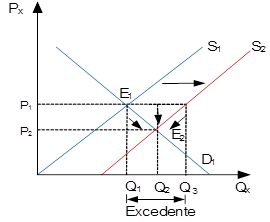 Px
S1
S2
E1
P1
P2
E2
D1
Q1 Q2 Q3 Qx
Excedente